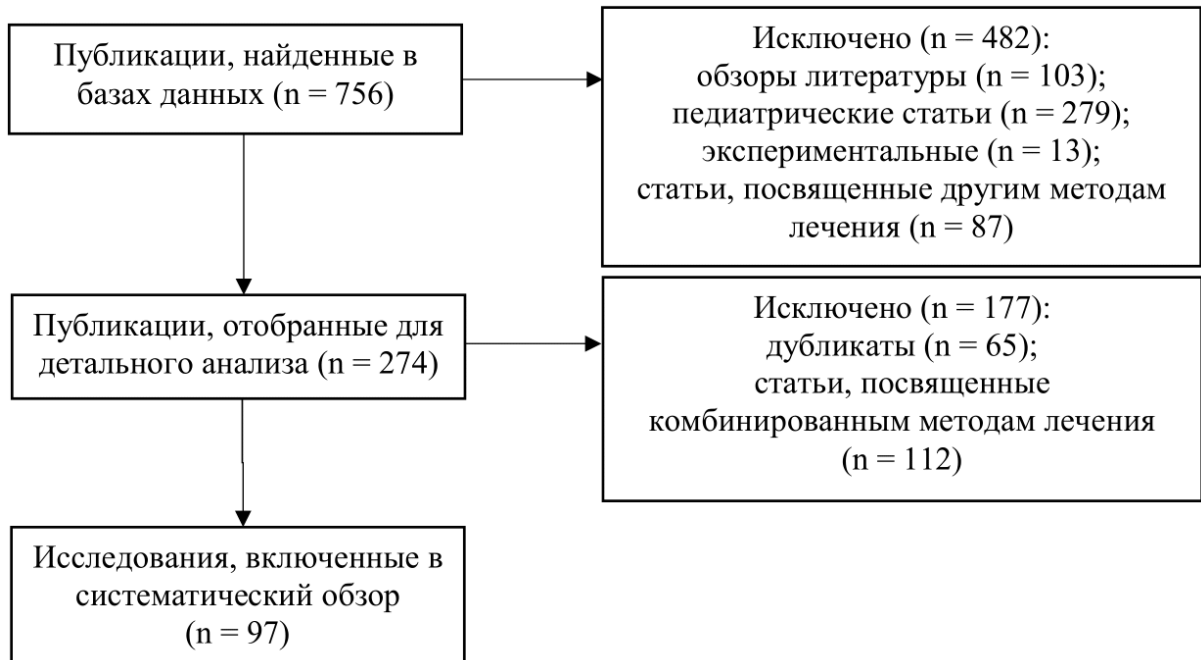 Публикации, найденные в
базах данных (n = 756)
Исключено (n = 482):
обзоры литературы (n = 103);
педиатрические статьи (n = 279);
экспериментальные (n = 13);
статьи, посвященные другим методам
лечения (n = 87)
Публикации, отобранные для
детального анализа (n = 274)
Исключено (n = 177):
дубликаты (n = 65);
статьи, посвященные
комбинированным методам лечения
(n = 112)
Исследования, включенные в
систематический обзор
(n = 97)